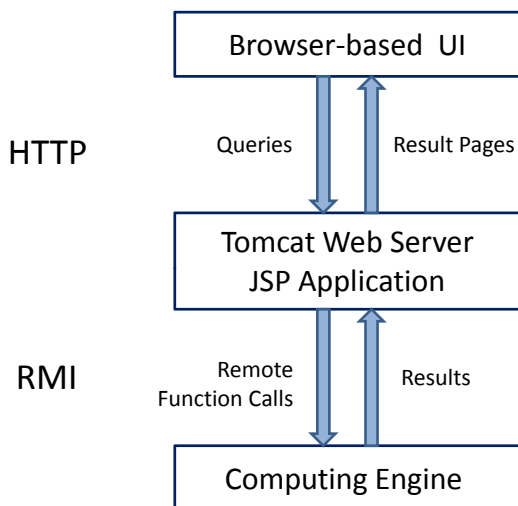 Browser-based UI
HTTP
Queries
Result Pages
Tomcat Web Server
JSP Application
RMI
Remote
Function Calls
Results
Computing Engine